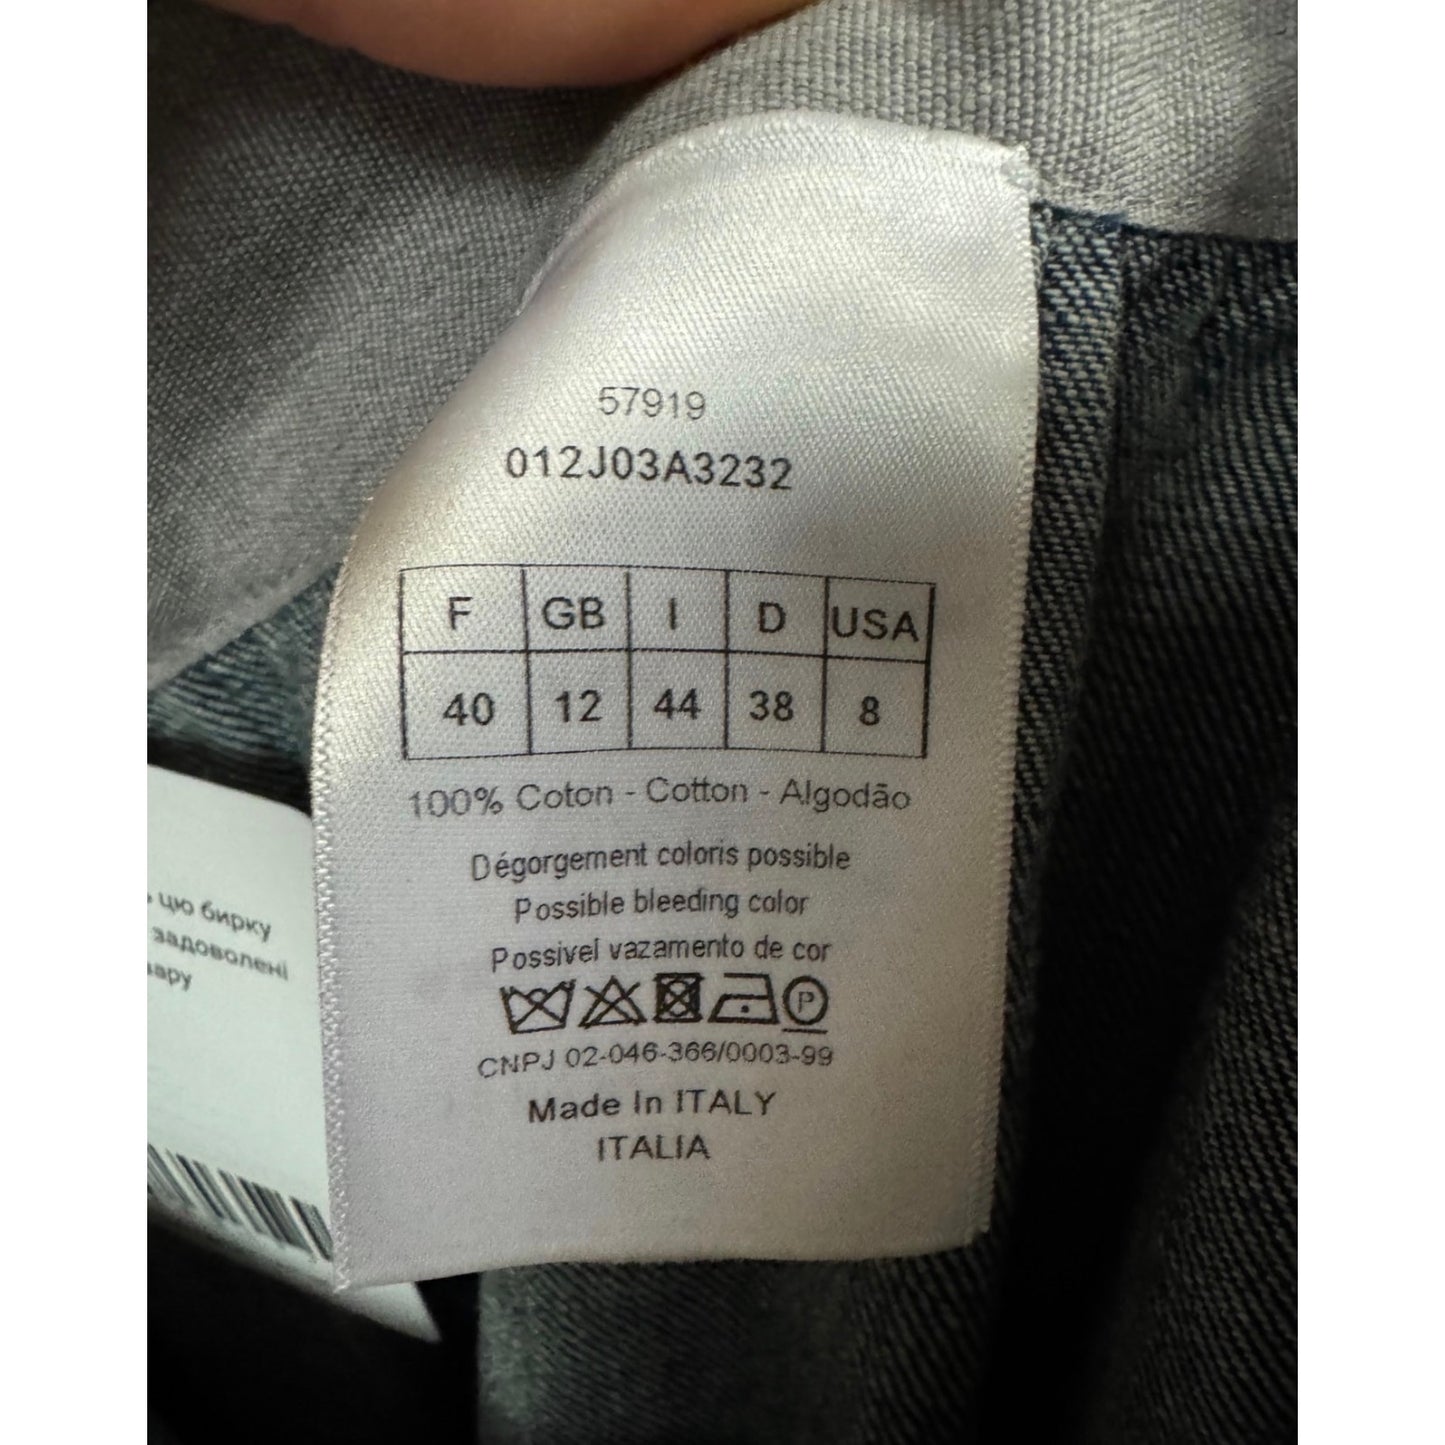 57919
012J03A3232
F GB I D USA
40 12 44 38 8
100% Coton - Cotton - Algodão
Dégorgement coloris possible
Possible bleeding color
Possivel vazamento de cor
P
CNPJ 02-046-366/0003-99
Made In ITALY
ITALIA
цю бирку
задоволені